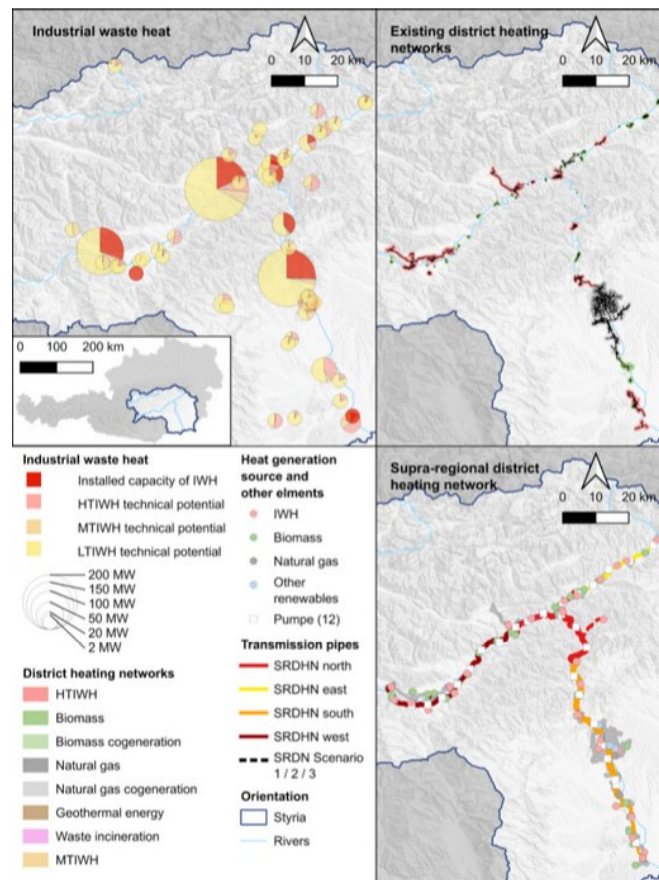 Industrial waste heat
0 10 20 km
0 100 200 km
Existing district heating
networks
0 10 20 km
Industrial waste heat
Installed capacity of IWH
HTIWH technical potential
MTIWH technical potential
LTIWH technical potential
200 MW
150 MW
100 MW
50 MW
20 MW
2 MW
District heating networks
HTIWH
Biomass
Biomass cogeneration
Natural gas
Natural gas cogeneration
Geothermal energy
Waste incineration
MTIWH
Heat generation
source and
other elments
IWH
Biomass
Natural gas
Other
renewables
Pumpe (12)
Transmission pipes
SRDHN north
SRDHN east
SRDHN south
SRDHN west
SRDN Scenario
1 / 2 / 3
Orientation
Styria
Rivers
Supra-regional district
heating network
0 10 20 km